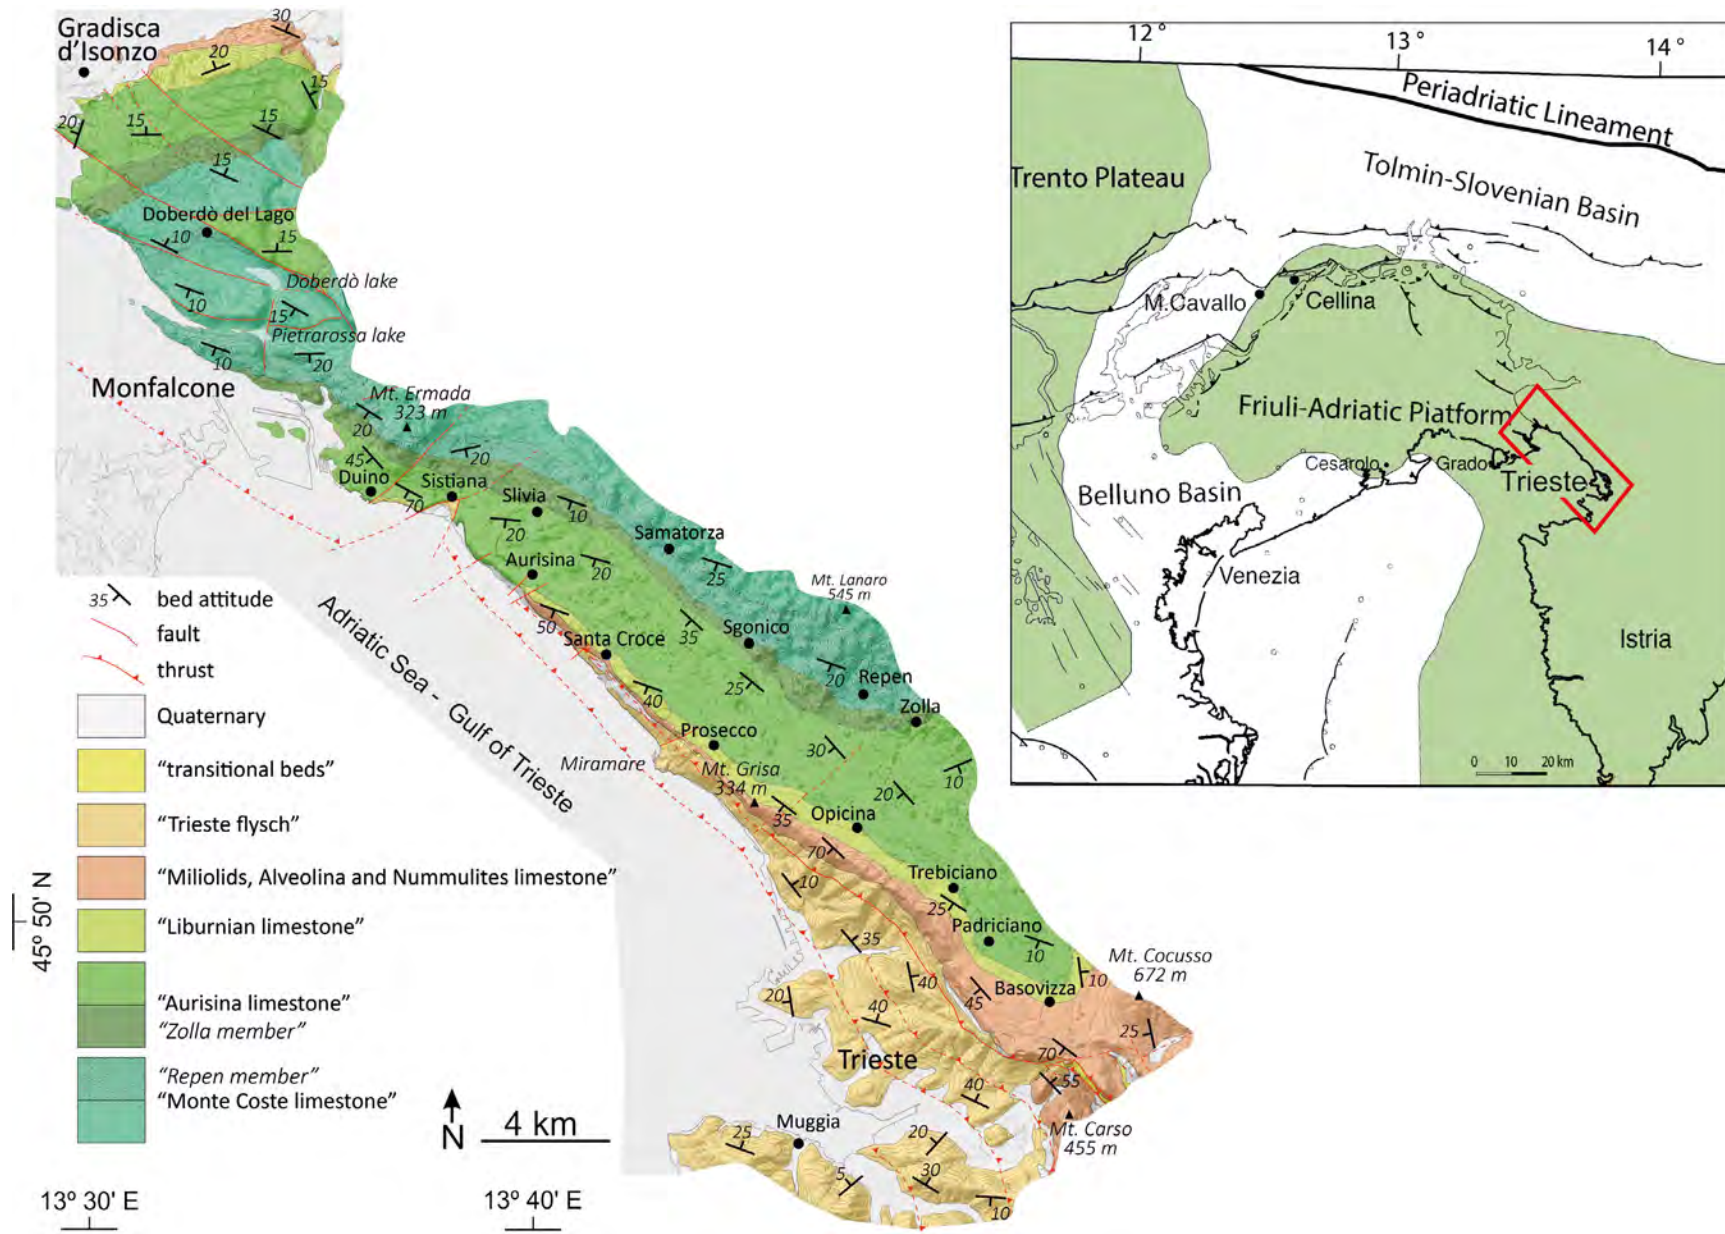 Gradisca
d'Isonzo
30
20
15
20
15
15
15
Doberdò del Lago
10
15
Doberdò lake
10
15
Pietrarossa lake
10
20
Monfalcone
Mt. Ermada
323 m
20
20
45
Duino
70
Sistiana
Slivia
10
20
Aurisina
20
Samatorza
25
Mt. Lanaro
545 m
50
Santa Croce
35
Sgonico
25
20
Repen
Zolla
40
Prosecco
30
10
Miramare
Mt. Grisa
334 m
20
35
Opicina
70
10
Trebiciano
25
Padriciano
10
35
40
45
Basovizza
10
Mt. Cocusso
672 m
25
20
40
70
55
Trieste
40
Mt. Carso
455 m
Muggia
25
20
5
30
10
Adriatic Sea - Gulf of Trieste
35
bed attitude
fault
thrust
Quaternary
“transitional beds”
“Trieste flysch”
“Miliolids, Alveolina and Nummulites limestone”
“Liburnian limestone”
“Aurisina limestone”
“Zolla member”
“Repen member”
“Monte Coste limestone”
45º 50' N
N
4 km
13º 30' E
13º 40' E
12 °
13 °
14 °
Periadriatic Lineament
Tolmin-Slovenian Basin
Trento Plateau
M.Cavallo
Cellina
Friuli-Adriatic Piatform
Cesarolo
Grado
Trieste
Belluno Basin
Venezia
Istria
0 10 20 km